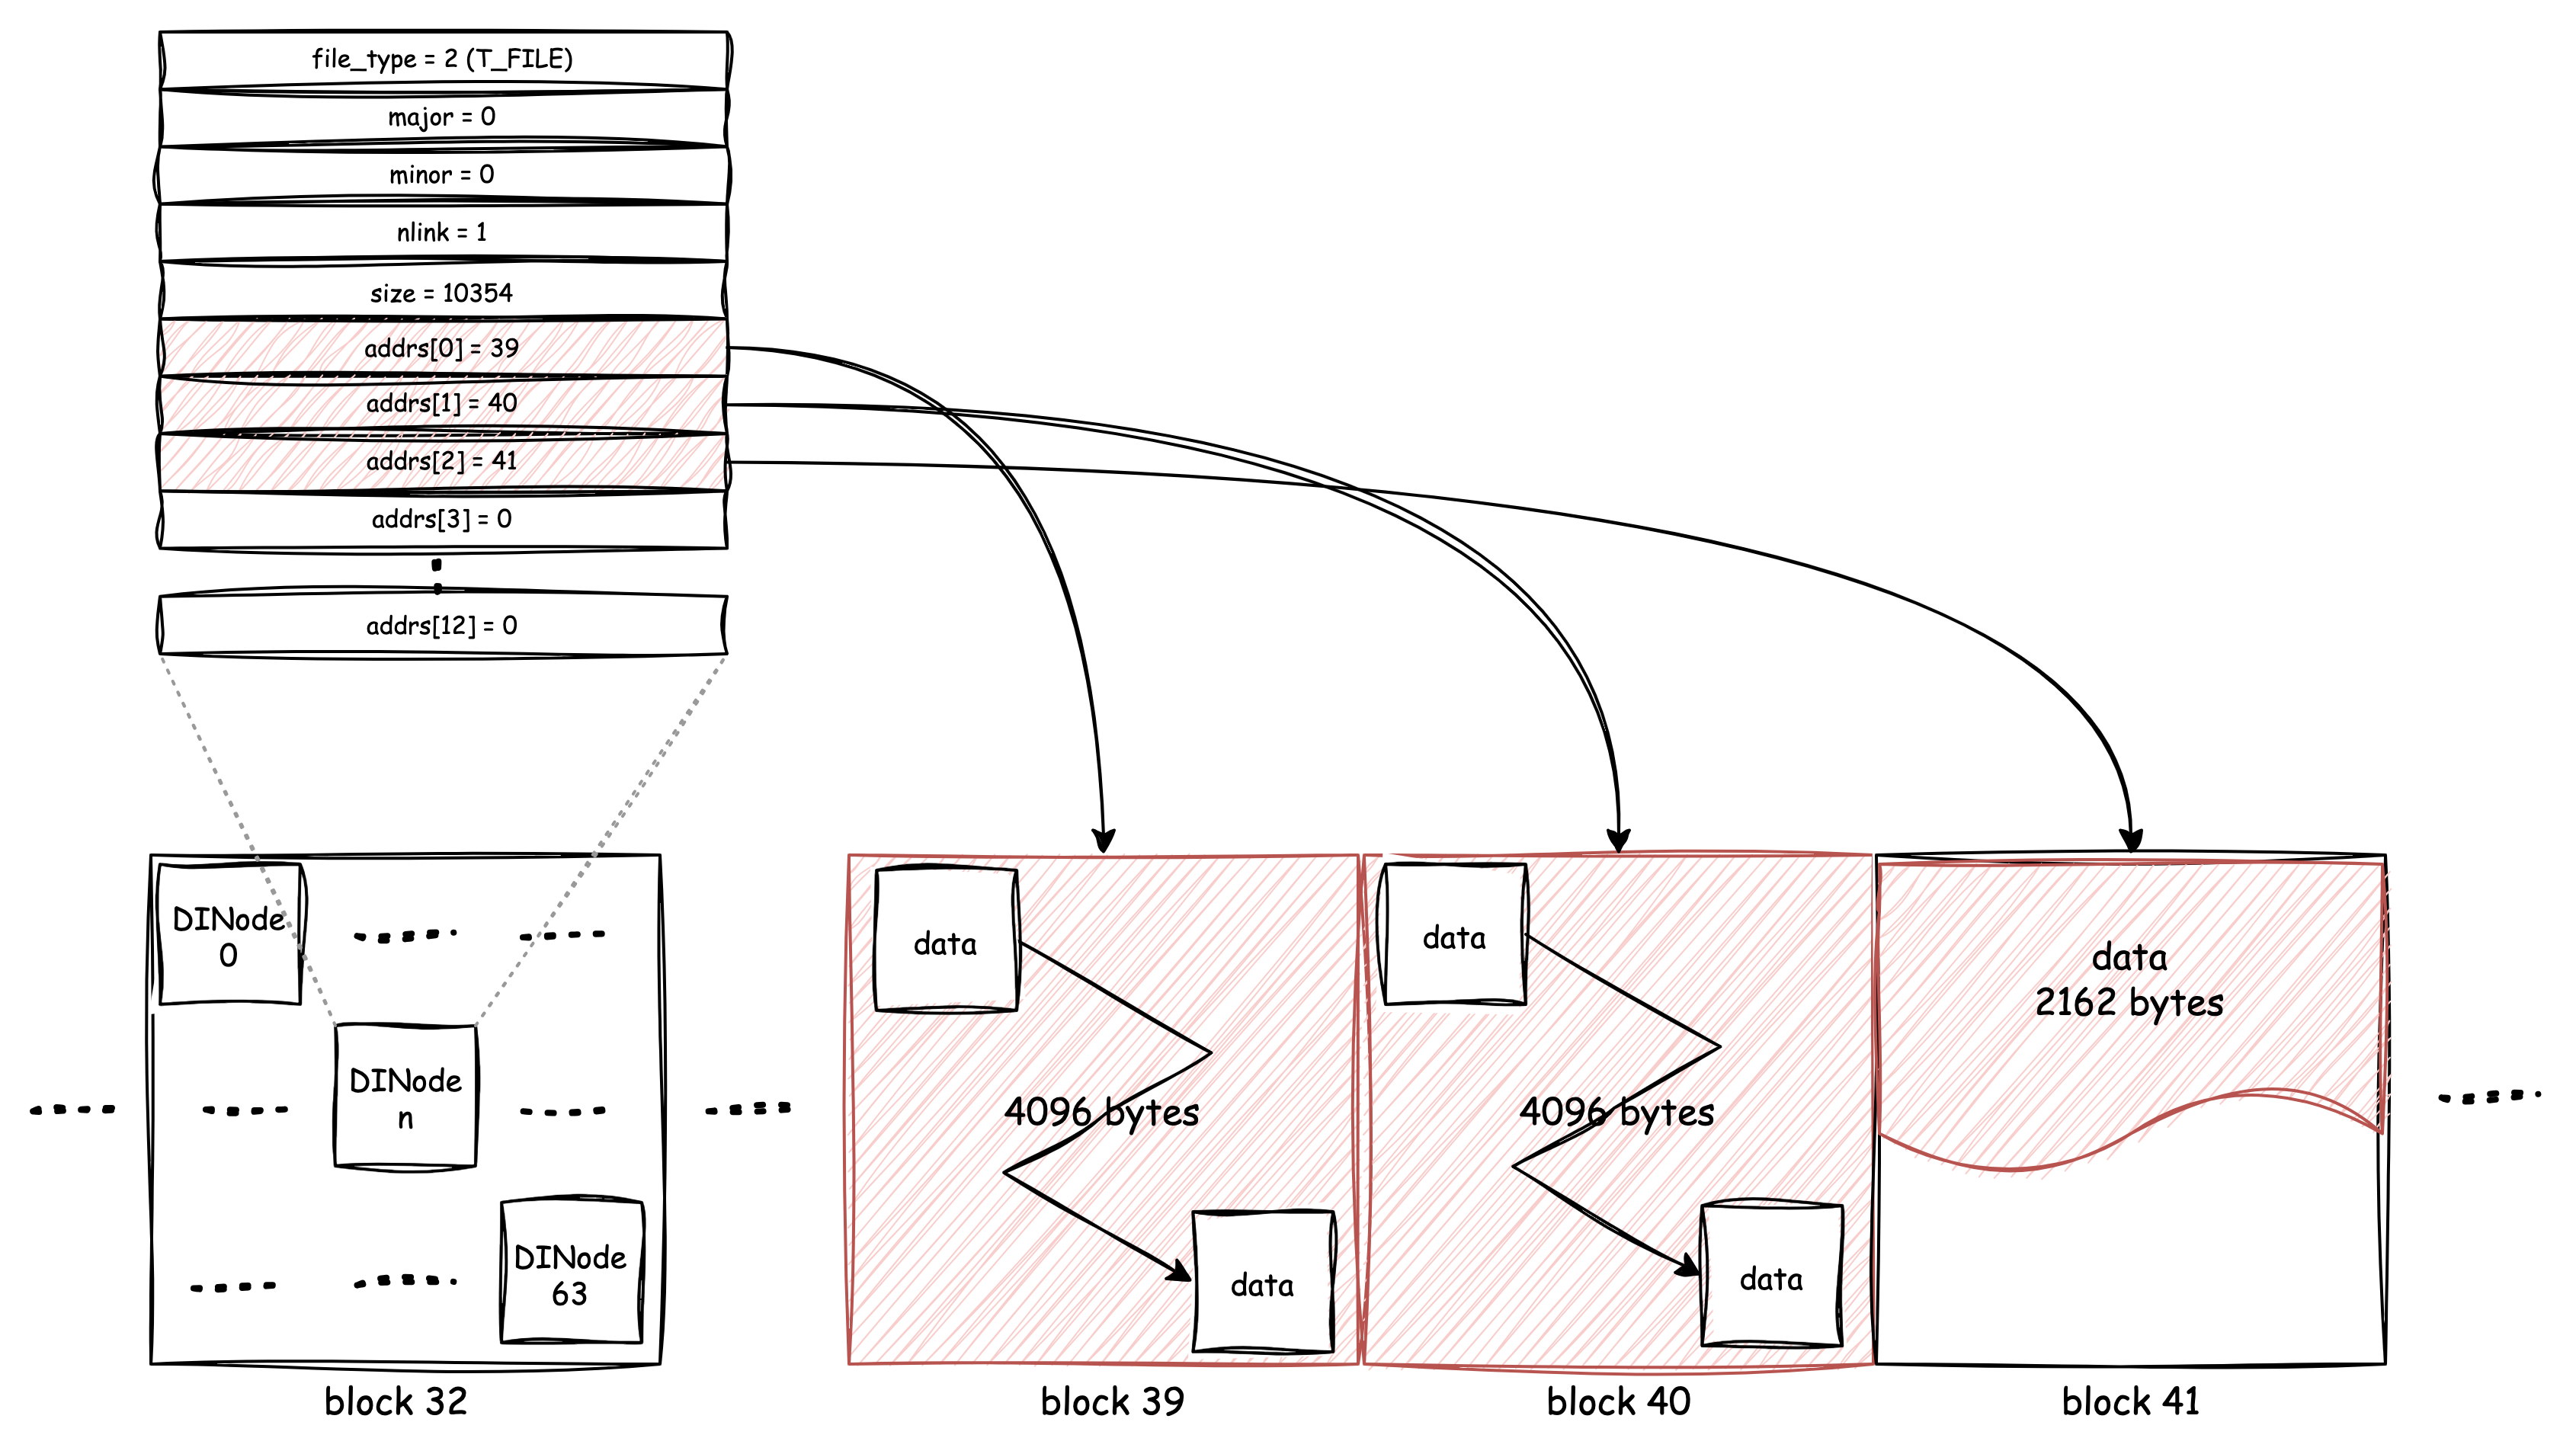 file_type = 2 (T_FILE)
major = 0
minor = 0
nlink = 1
size = 10354
addrs[0] = 39
addrs[1] = 40
addrs[2] = 41
addrs[3] = 0
addrs[12] = 0
DINode
0
DINode
n
DINode
63
block 32
data
4096 bytes
data
block 39
data
4096 bytes
data
block 40
data
2162 bytes
block 41